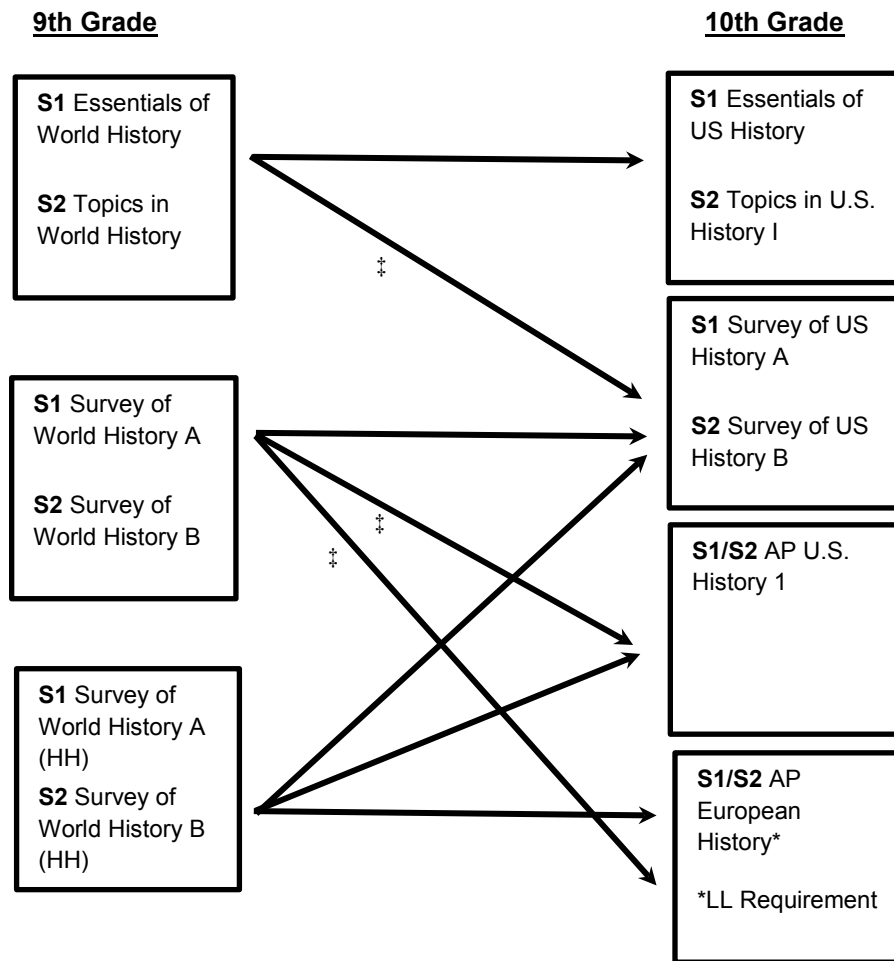 9th Grade
S1 Essentials of
World History
S2 Topics in
World History
S1 Survey of
World History A
S2 Survey of
World History B
S1 Survey of
World History A
(HH)
S2 Survey of
World History B
(HH)
‡
‡
‡
10th Grade
S1 Essentials of
US History
S2 Topics in U.S.
History I
S1 Survey of US
History A
S2 Survey of US
History B
S1/S2 AP U.S.
History 1
S1/S2 AP
European
History*
*LL Requirement